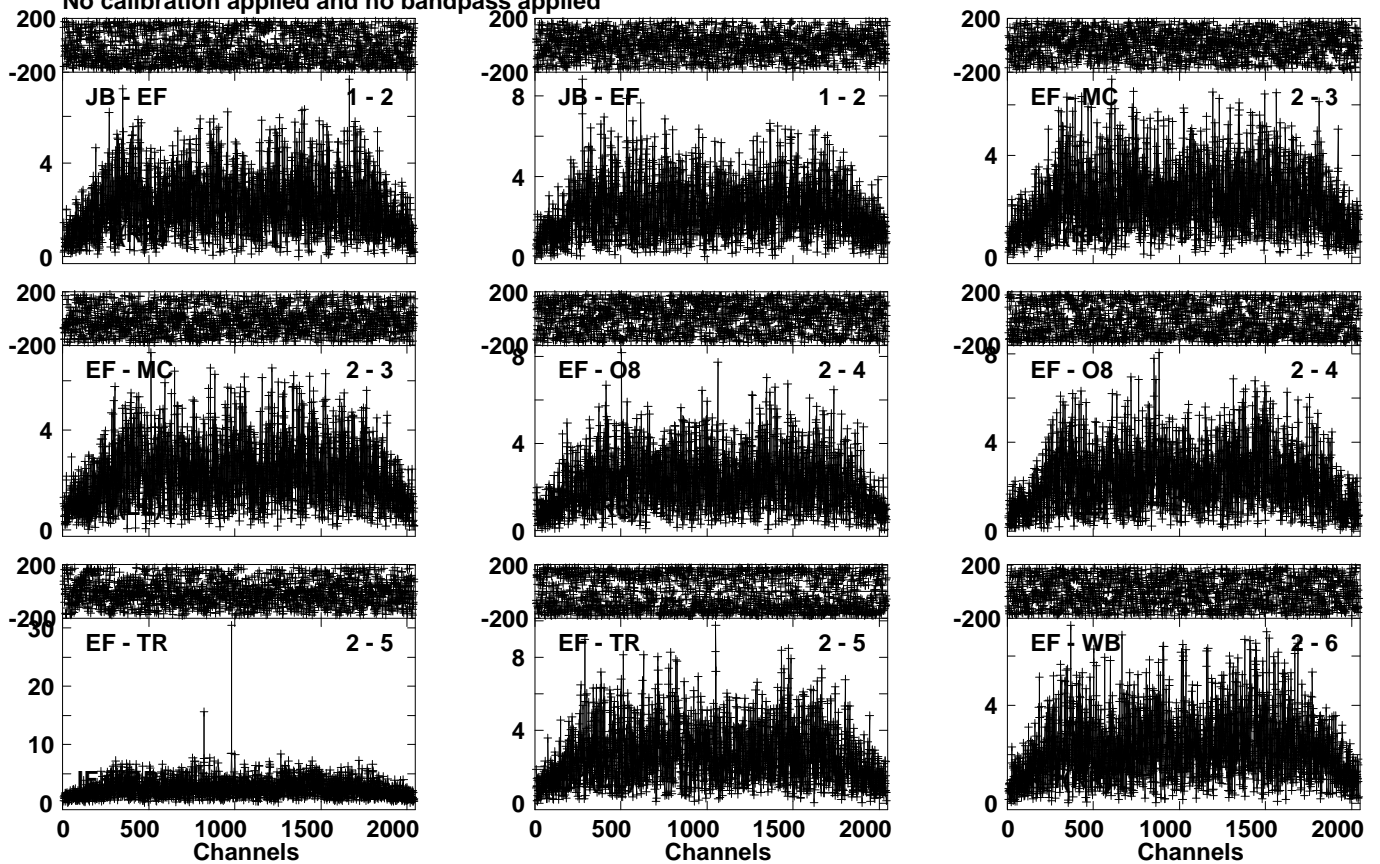 No calibration applied and no bandpass applied
200 200 200
-200 -200 -200
JB - EF 1 - 2 JB - EF 1 - 2 EF - MC 2 - 3
8
4 4 4
0 0 0
200 200 200
-200 -200 -200
EF - MC 2 - 3 EF - O8 2 - 4 EF - O8 2 - 4
8 8
4 4 4
0 0 0
200 200 200
-200 -200 -200
30
EF - TR 2 - 5 EF - TR 2 - 5 EF - WB 2 - 6
20 8
10 4 4
0 0 0
0 500 1000 1500 2000 0 500 1000 1500 2000 0 500 1000 1500 2000
Channels Channels Channels